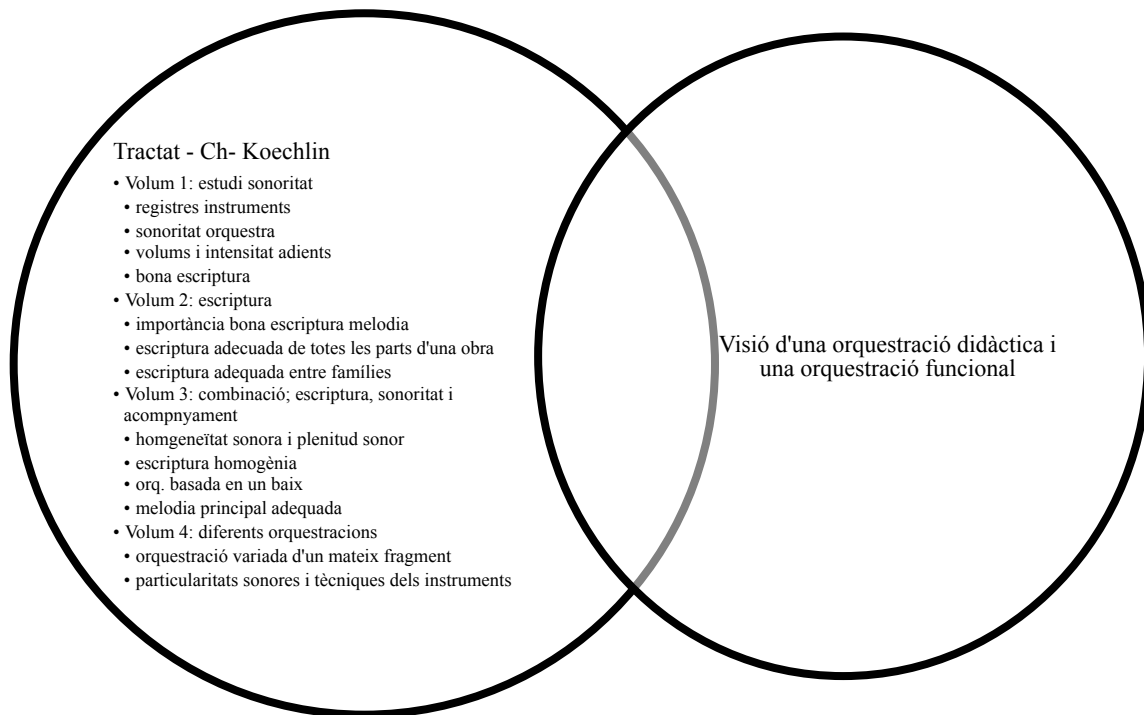 Tractat - Ch- Koechlin
• Volum 1: estudi sonoritat
• registres instruments
• sonoritat orquestra
• volums i intensitat adients
• bona escriptura
• Volum 2: escriptura
• importància bona escriptura melodia
• escriptura adecuada de totes les parts d'una obra
• escriptura adequada entre famílies
• Volum 3: combinació; escriptura, sonoritat i
acompnyament
• homgeneïtat sonora i plenitud sonor
• escriptura homogènia
• orq. basada en un baix
• melodia principal adequada
• Volum 4: diferents orquestracions
• orquestració variada d'un mateix fragment
• particularitats sonores i tècniques dels instruments
Visió d'una orquestració didàctica i
una orquestració funcional